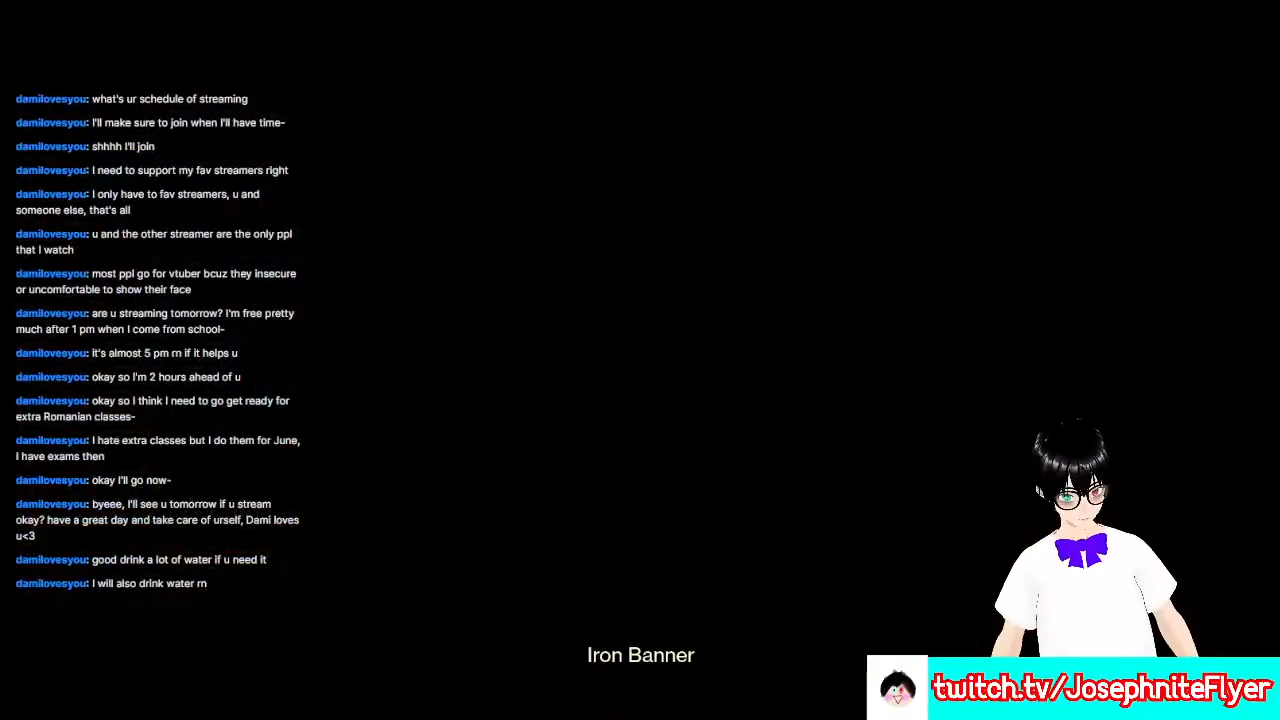 damilovesyou: what's ur schedule of streaming
damilovesyou: I'll make sure to join when I'll have time-
damilovesyou: shhhh I'll join
damilovesyou: I need to support my fav streamers right
damilovesyou: I only have to fav streamers, u and
someone else, that's all
damilovesyou: u and the other streamer are the only ppl
that I watch
damilovesyou: most ppl go for vtuber bcuz they insecure
or uncomfortable to show their face
damilovesyou: are u streaming tomorrow? I'm free pretty
much after 1 pm when I come from school-
damilovesyou: it's almost 5 pm rn if it helps u
damilovesyou: okay so I'm 2 hours ahead of u
damilovesyou: okay so I think I need to go get ready for
extra Romanian classes-
damilovesyou: I hate extra classes but I do them for June,
I have exams then
damilovesyou: okay I'll go now-
damilovesyou: byeee, I'll see u tomorrow if u stream
okay? have a great day and take care of urself, Dami loves
u<3
damilovesyou: good drink a lot of water if u need it
damilovesyou: I will also drink water rn
Iron Banner
twitch.tv/JosephniteFlyer